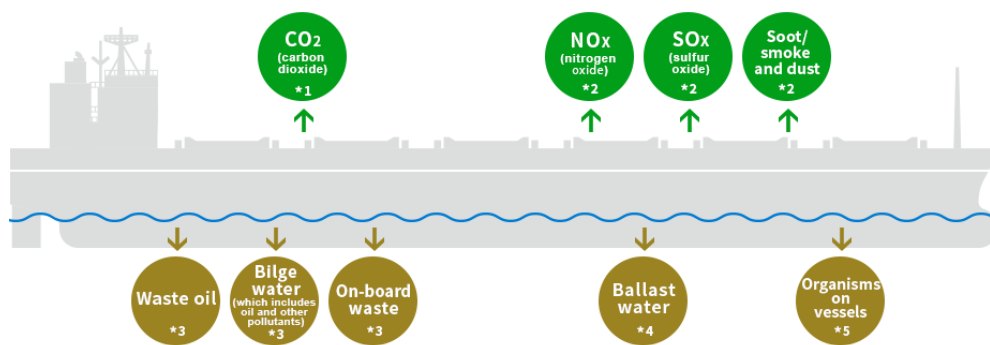 CO2
(carbon
dioxide)
*1
NOx
(nitrogen
oxide)
*2
SOx
(sulfur
oxide)
*2
Soot/
smoke
and dust
*2
Waste oil
*3
Bilge
water
(which includes
oil and other
pollutants)
*3
On-board
waste
*3
Ballast
water
*4
Organisms
on
vessels
*5